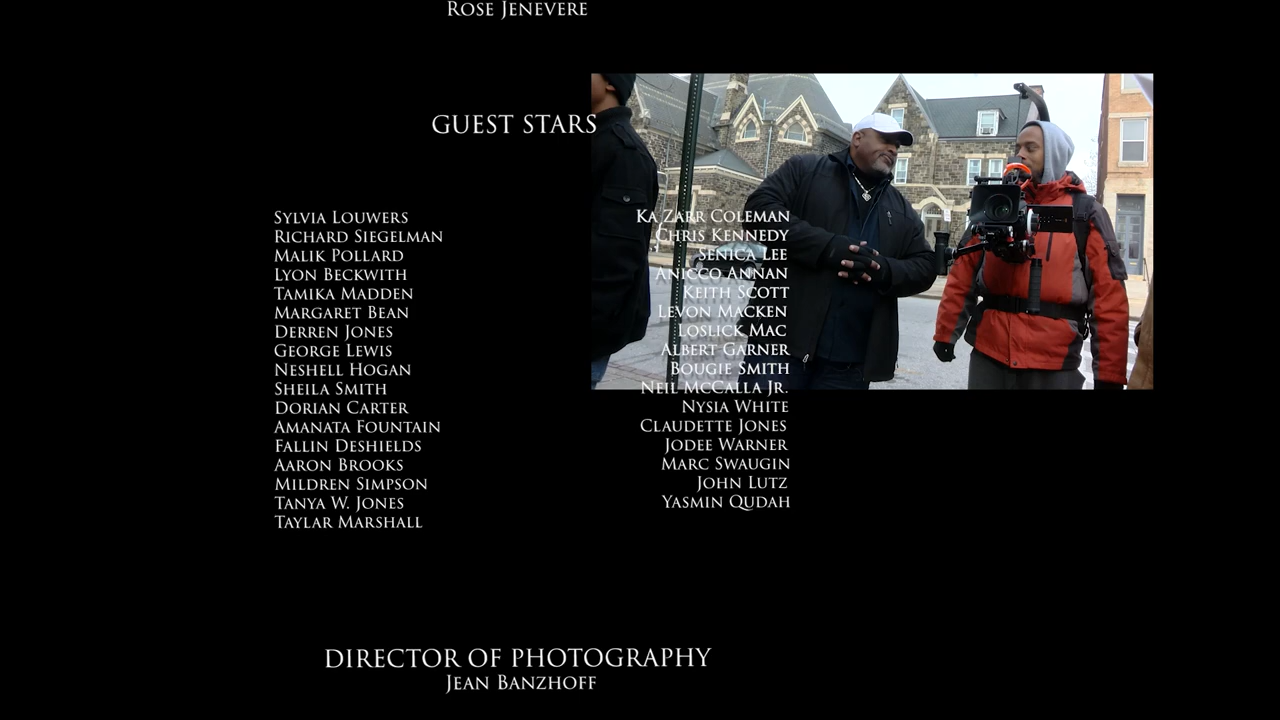 Rose Jenevere
GUEST STARS
Sylvia Louwers
Richard Siegelman
Malik Pollard
Lyon Beckwith
Tamika Madden
Margaret Bean
Derren Jones
George Lewis
Neshell Hogan
Sheila Smith
Dorian Carter
Amanata Fountain
Fallin Deshields
Aaron Brooks
Mildren Simpson
Tanya W. Jones
Taylar Marshall
Ka'Zarr Coleman
Chris Kennedy
Senica Lee
Anicco Annan
Keith Scott
Levon Macken
Loslick Mac
Albert Garner
Bougie Smith
Neil McCalla Jr.
Nysia White
Claudette Jones
Jodee Warner
Marc Swaugin
John Lutz
Yasmin Qudah
DIRECTOR OF PHOTOGRAPHY
Jean Banzhoff